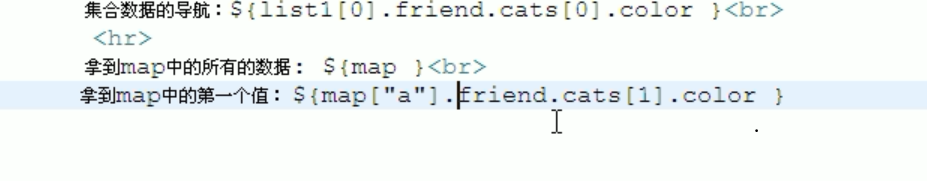 集合数据的导航：${list1[0].friend.cats[0].color }<br>
<hr>
拿到map中的所有的数据： ${map }<br>
拿到map中的第一个值：${map["a"].friend.cats[1].color }